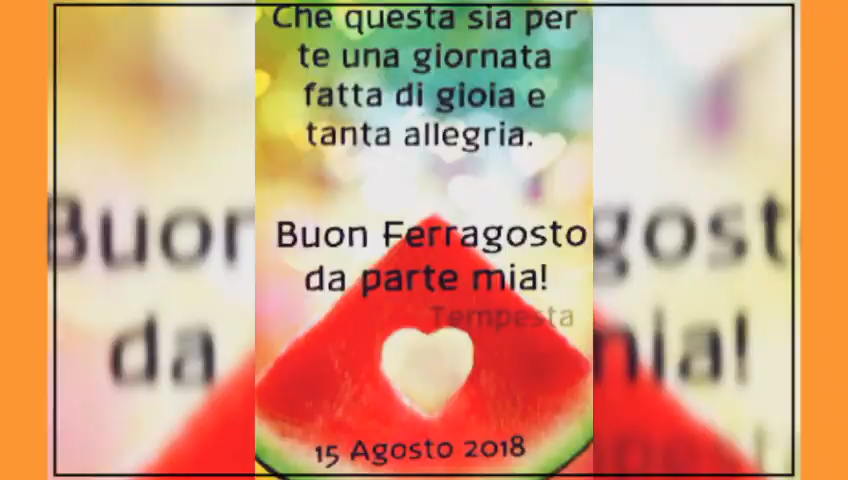 Che questa sia per
te una giornata
fatta di gioia e
tanta allegria.
Buon Ferragosto
da parte mia!
Tempesta
15 Agosto 2018